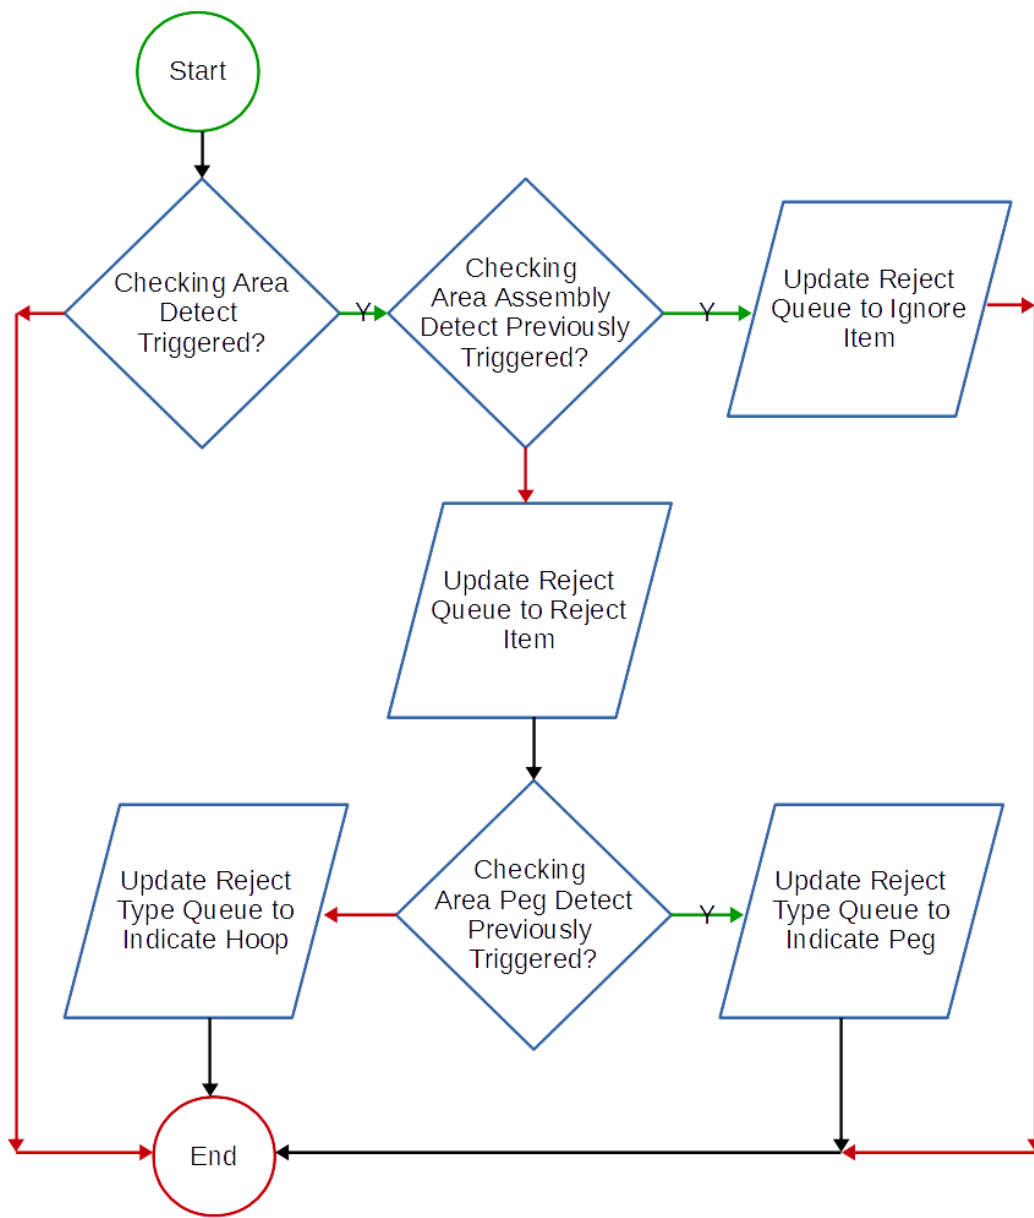 Start
Checking Area
Detect
Triggered?
Y
Checking
Area Assembly
Detect Previously
Triggered?
Y
Update Reject
Queue to Ignore
Item
Update Reject
Queue to Reject
Item
Update Reject
Type Queue to
Indicate Hoop
Checking
Area Peg Detect
Previously
Triggered?
Y
Update Reject
Type Queue to
Indicate Peg
End